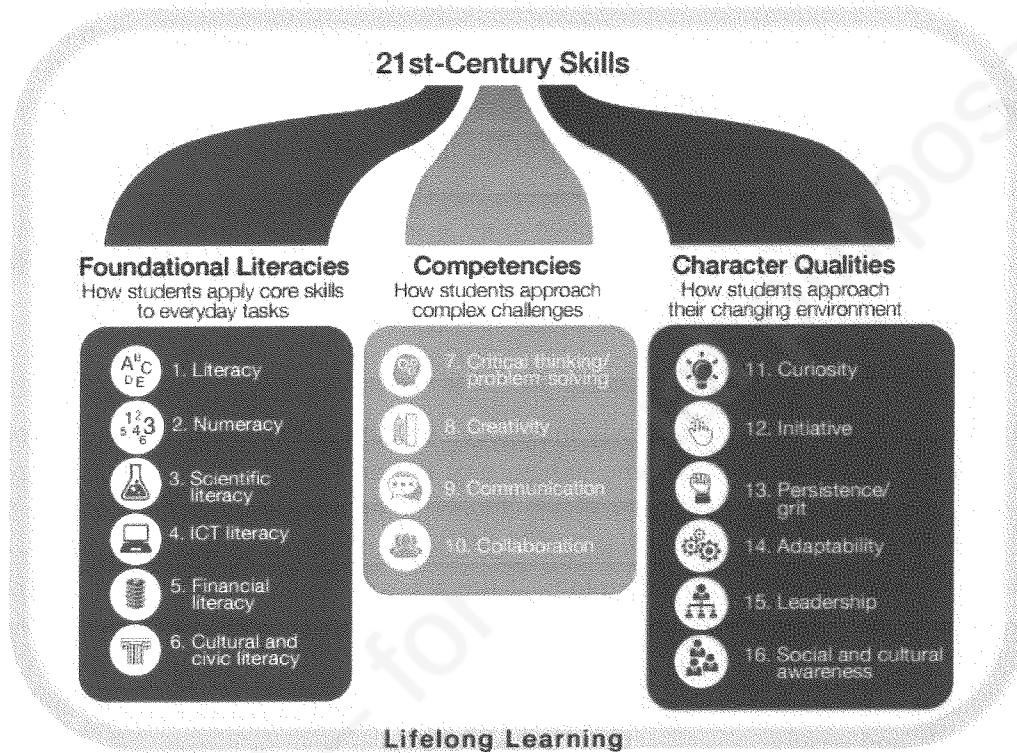 21st-Century Skills
Foundational Literacies
How students apply core skills
to everyday tasks
1. Literacy
2. Numeracy
3. Scientific
literacy
4. ICT literacy
5. Financial
literacy
6. Cultural and
civic literacy
Competencies
How students approach
complex challenges
7. Critical thinking/
problem-solving
8. Creativity
9. Communication
10. Collaboration
Character Qualities
How students approach
their changing environment
11. Curiosity
12. Initiative
13. Persistence/
grit
14. Adaptability
15. Leadership
16. Social and cultural
awareness
Lifelong Learning